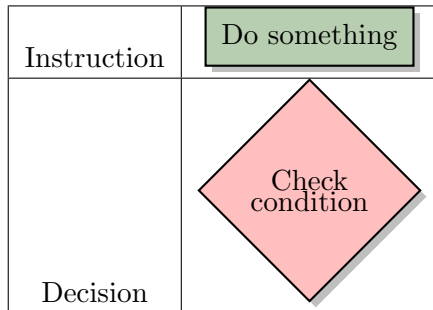 Instruction
Do something
Decision
Check
condition